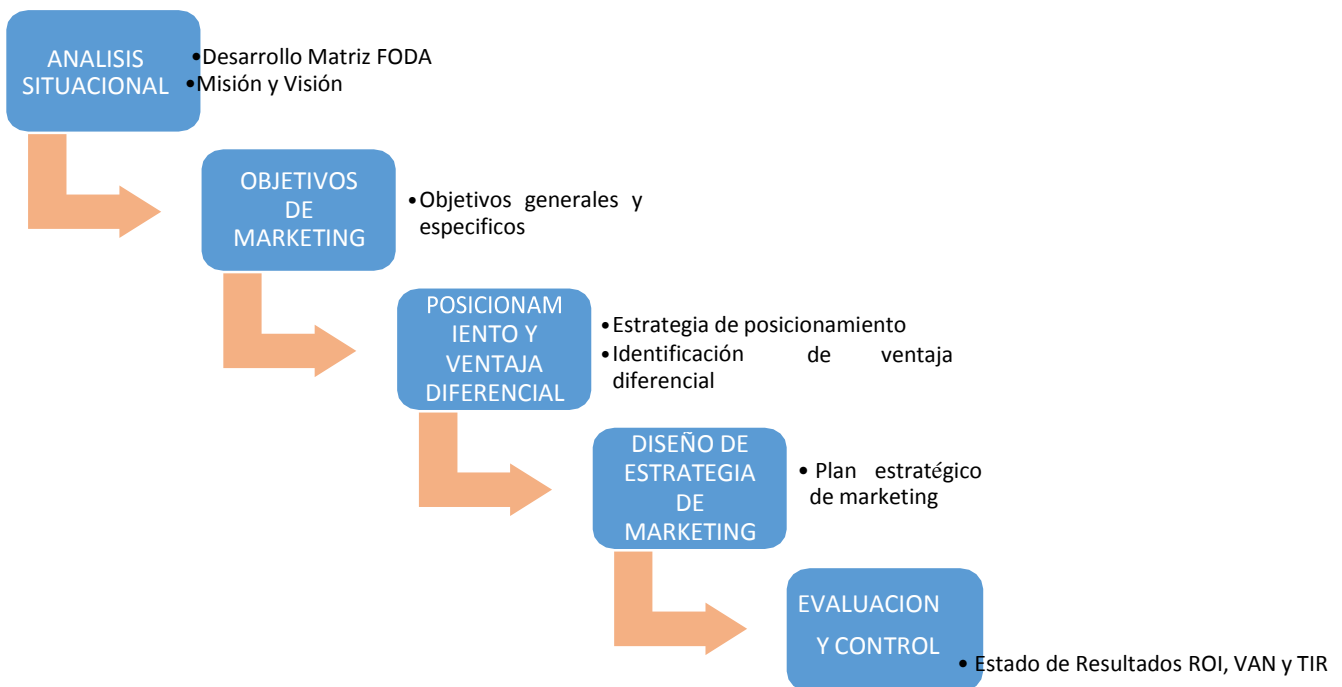 ANALISIS
SITUACIONAL
•Desarrollo Matriz FODA
•Misión y Visión
OBJETIVOS
DE
MARKETING
•Objetivos generales y
especificos
POSICIONAM
IENTO Y
VENTAJA
DIFERENCIAL
•Estrategia de posicionamiento
•Identificación de ventaja
diferencial
DISEÑO DE
ESTRATEGIA
DE
MARKETING
• Plan estratégico
de marketing
EVALUACION
Y CONTROL
• Estado de Resultados ROI, VAN y TIR